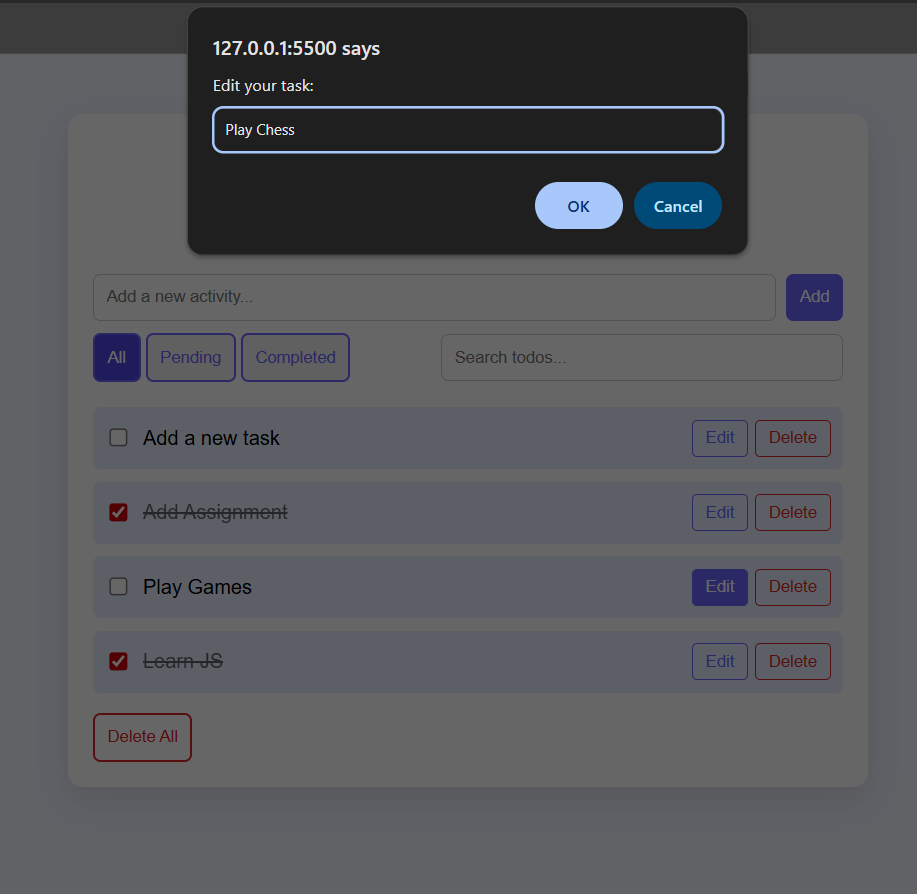 127.0.0.1:5500 says
Edit your task:
Play Chess
OK Cancel
Add a new activity... Add
All Pending Completed Search todos...
Add a new task Edit Delete
Add Assignment Edit Delete
Play Games Edit Delete
Learn JS Edit Delete
Delete All